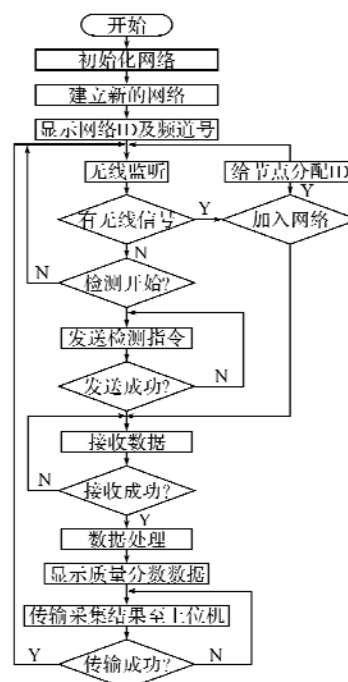 开始
初始化网络
建立新的网络
显示网络ID及频道号
无线监听
给节点分配ID
Y
有无线信号
Y
加入网络
N
N
检测开始?
发送检测指令
发送成功?
N
接收数据
N
接收成功?
Y
数据处理
显示质量分数数据
传输采集结果至上位机
Y
传输成功?
N